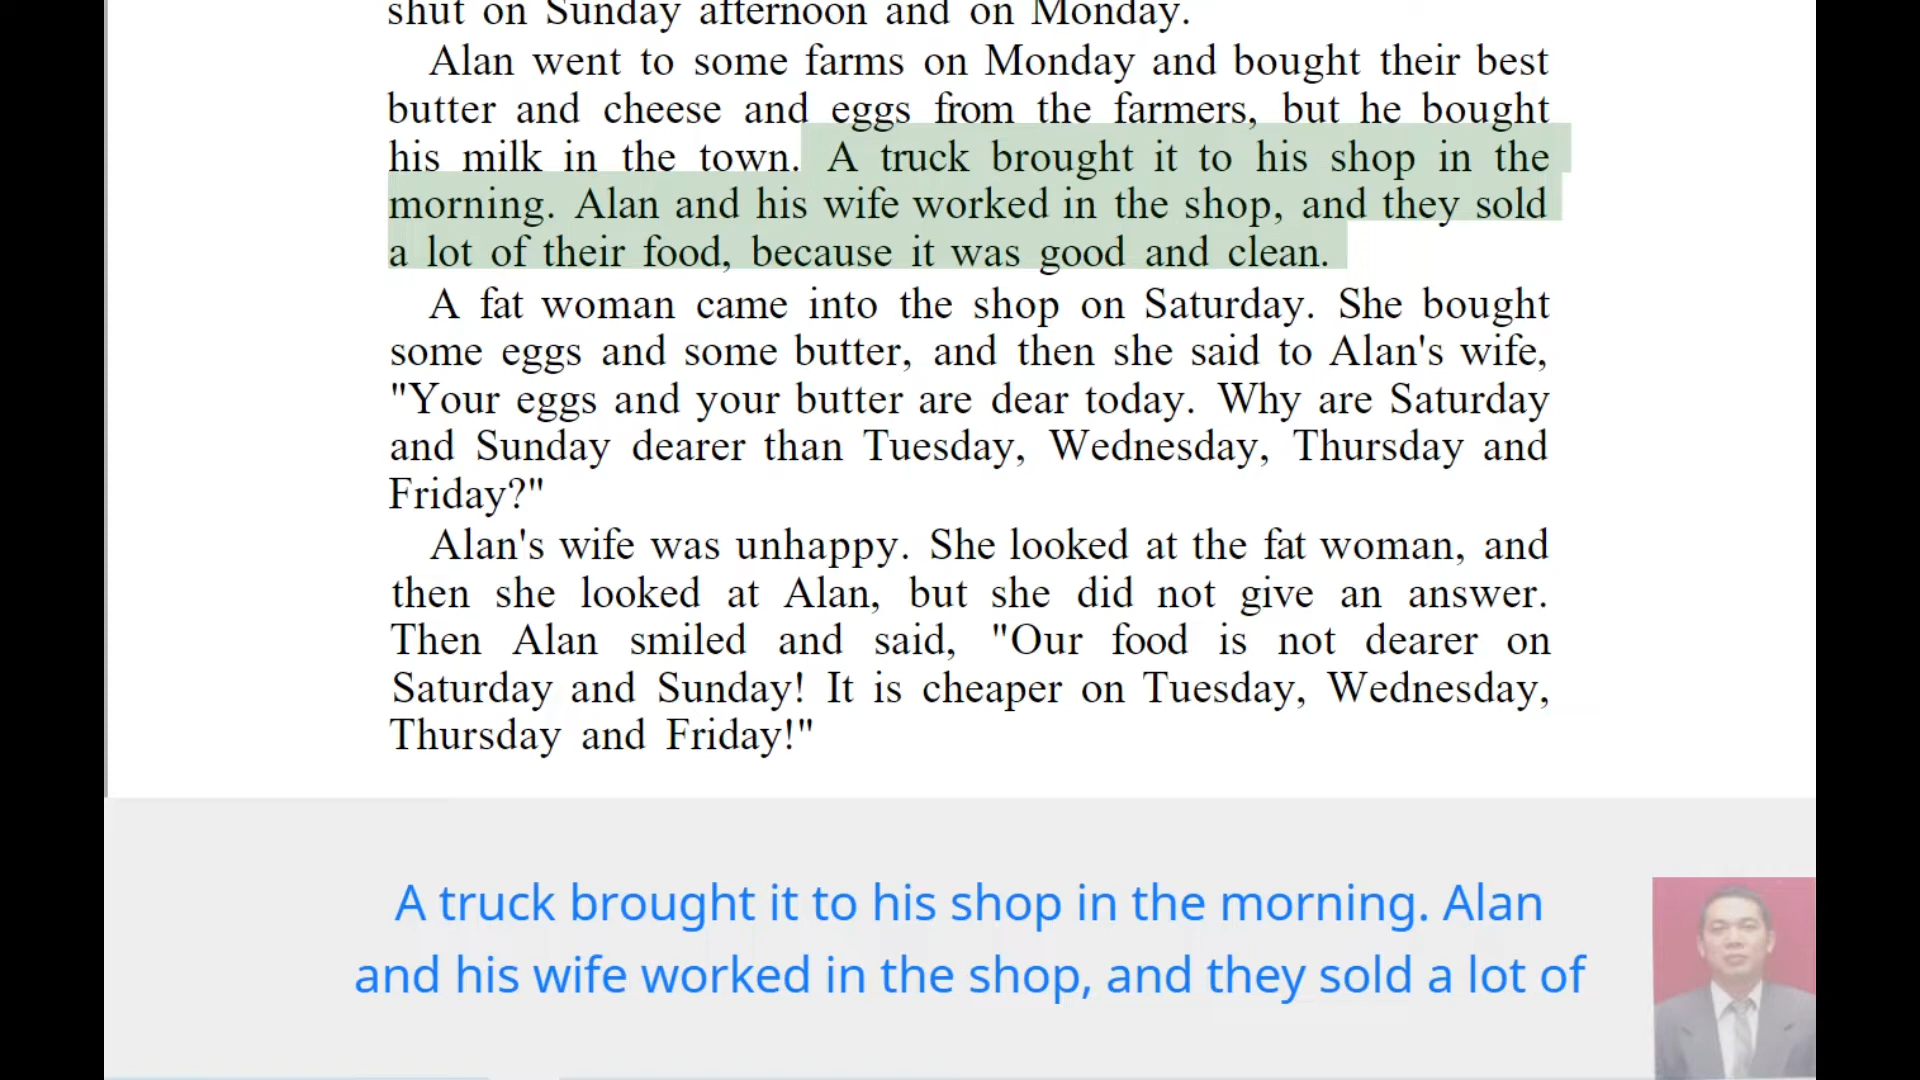 shut on Sunday afternoon and on Monday.
Alan went to some farms on Monday and bought their best
butter and cheese and eggs from the farmers, but he bought
his milk in the town. A truck brought it to his shop in the
morning. Alan and his wife worked in the shop, and they sold
a lot of their food, because it was good and clean.
A fat woman came into the shop on Saturday. She bought
some eggs and some butter, and then she said to Alan's wife,
"Your eggs and your butter are dear today. Why are Saturday
and Sunday dearer than Tuesday, Wednesday, Thursday and
Friday?"
Alan's wife was unhappy. She looked at the fat woman, and
then she looked at Alan, but she did not give an answer.
Then Alan smiled and said, "Our food is not dearer on
Saturday and Sunday! It is cheaper on Tuesday, Wednesday,
Thursday and Friday!"
A truck brought it to his shop in the morning. Alan
and his wife worked in the shop, and they sold a lot of